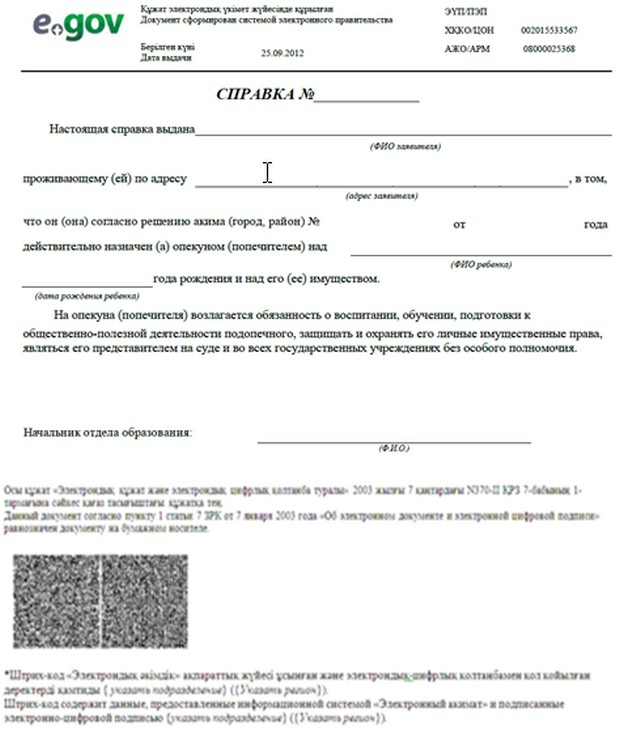 e.gov
Құжат электрондық үкімет жүйесінде құрылған
Документ сформирован системой электронного правительства
Берілген күні
Дата выдачи
25.09.2012
ЭҮП/ПЭП
ХҚКО/ЦОН 002015533567
АЖО/АРМ 08000025368
СПРАВКА №
Настоящая справка выдана
(ФИО заявителя)
проживающему (ей) по адресу , в том,
(адрес заявителя)
что он (она) согласно решению акима (город, район) № от года
действительно назначен (а) опекуном (попечителем) над
(ФИО ребенка)
года рождения и над его (ее) имуществом.
(дата рождения ребенка)
На опекуна (попечителя) возлагается обязанность о воспитании, обучении, подготовки к
общественно-полезной деятельности подопечного, защищать и охранять его личные имущественные права,
являться его представителем на суде и во всех государственных учреждениях без особого полномочия.
Начальник отдела образования:
(Ф.И.О.)
Осы құжат «Электрондық құжат және электрондық цифрлық қолтаңба туралы» 2003 жылғы 7 қаңтардағы N370-II ҚРЗ 7-бабының 1-
тармағына сәйкес қағаз тасығыштағы құжатқа тең.
Данный документ согласно пункту 1 статьи 7 ЗРК от 7 января 2003 года «Об электронном документе и электронной цифровой подписи»
равнозначен документу на бумажном носителе.
*Штрих-код «Электрондық әкімдік» ақпараттық жүйесі ұсынған және электрондық-цифрлық қолтаңбамен қол қойылған
деректерді қамтиды ( указать подразделение) ((Указать регион)).
Штрих-код содержит данные, предоставленные информационной системой «Электронный акимат» и подписанные
электронно-цифровой подписью (указать подразделение) ((Указать регион)).